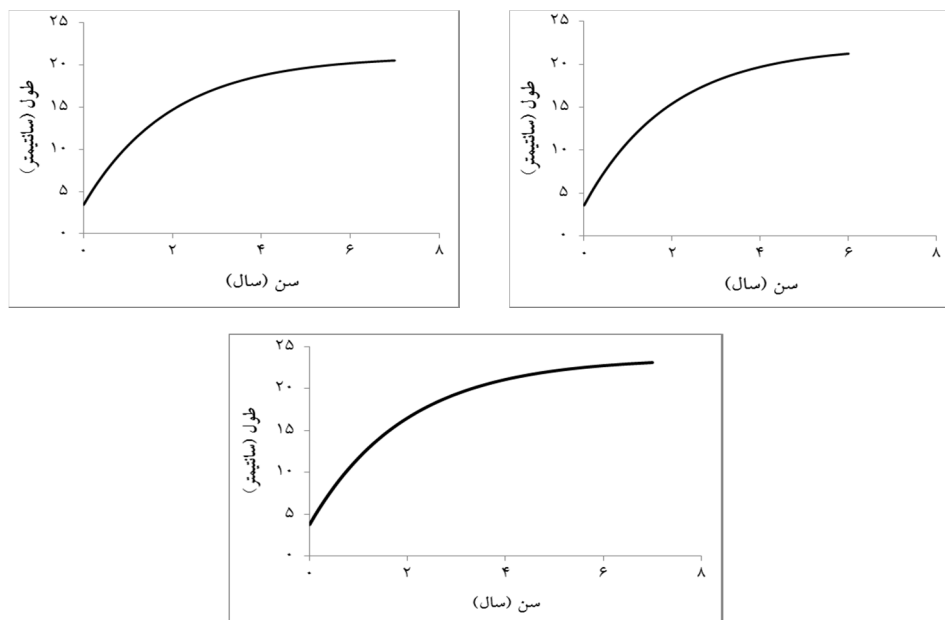 ۲۵
۲۰
۱۵
۱۰
۵
۰
طول (سانتیمتر)
۰ ۲ ۴ ۶ ۸
سن (سال)
۲۵
۲۰
۱۵
۱۰
۵
۰
طول (سانتیمتر)
۰ ۲ ۴ ۶ ۸
سن (سال)
۲۵
۲۰
۱۵
۱۰
۵
۰
طول (سانتیمتر)
۰ ۲ ۴ ۶ ۸
سن (سال)